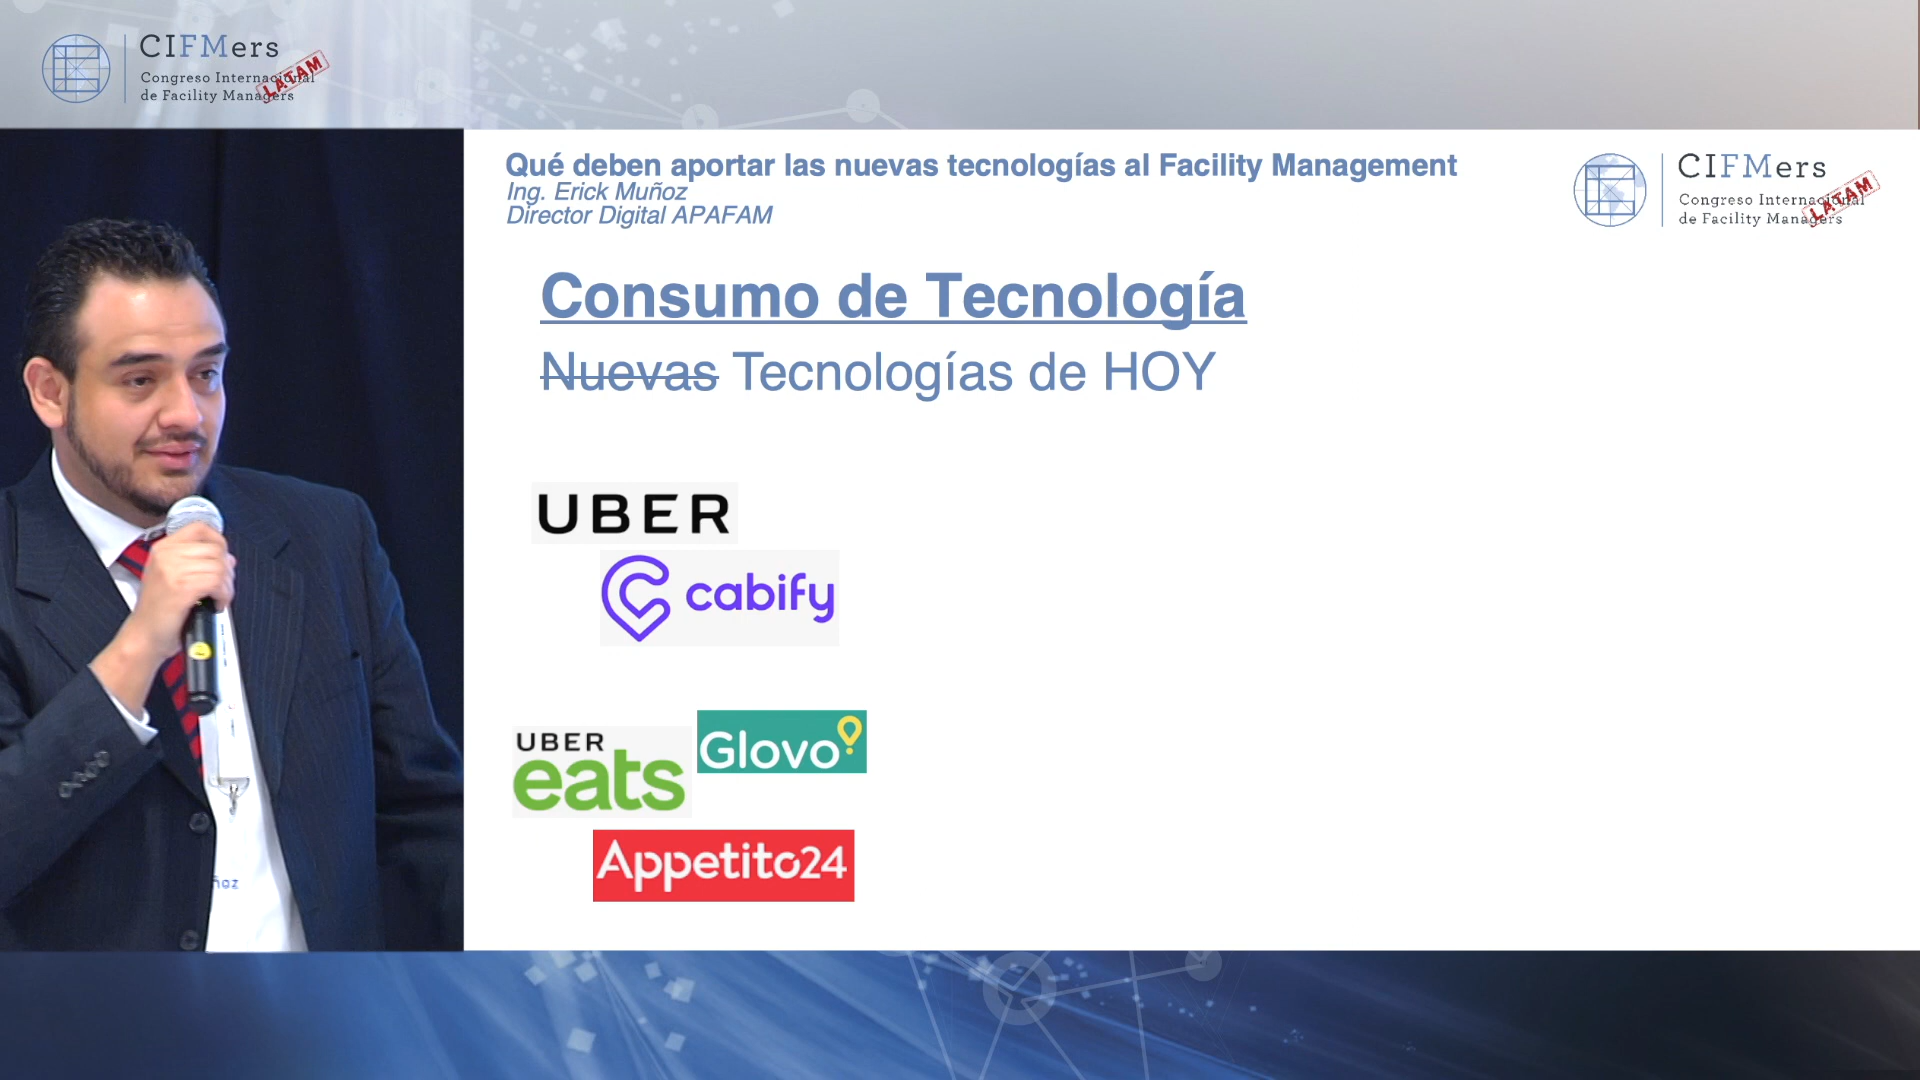 CIFMers
Congreso Internacional
de Facility Managers
LATAM
Qué deben aportar las nuevas tecnologías al Facility Management
Ing. Erick Muñoz
Director Digital APAFAM
CIFMers
Congreso Internacional
de Facility Managers
LATAM
Consumo de Tecnología
Nuevas Tecnologías de HOY
UBER
cabify
UBER
eats
Glovo
Appetito24
ñoz